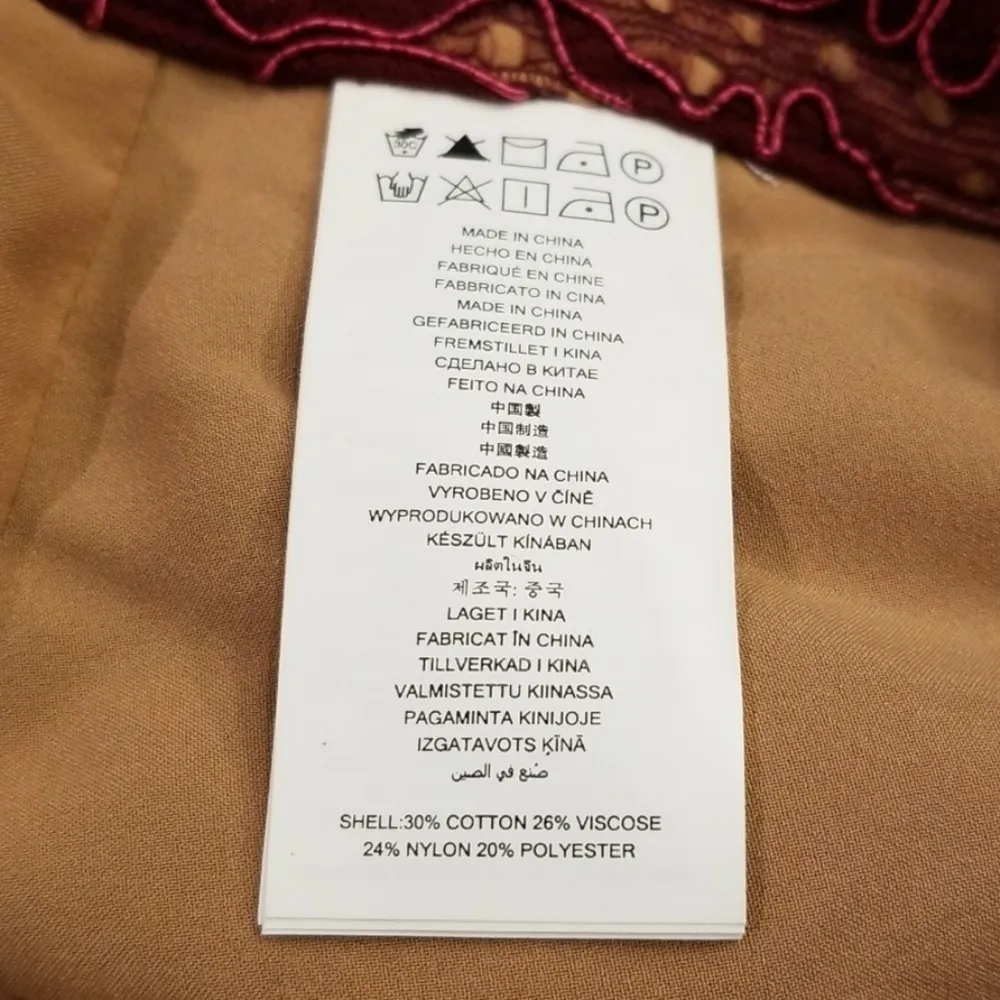 30C P
P
MADE IN CHINA
HECHO EN CHINA
FABRIQUÉ EN CHINE
FABBRICATO IN CINA
MADE IN CHINA
GEFABRICEERD IN CHINA
FREMSTILLET I KINA
СДЕЛАНО В КИТАЕ
FEITO NA CHINA
中国製
中国制造
中國製造
FABRICADO NA CHINA
VYROBENO V ČÍNĚ
WYPRODUKOWANO W CHINACH
KÉSZÜLT KÍNÁBAN
ผลิตในจีน
제조국: 중국
LAGET I KINA
FABRICAT ÎN CHINA
TILLVERKAD I KINA
VALMISTETTU KIINASSA
PAGAMINTA KINIJOJE
IZGATAVOTS ĶĪNĀ
صُنع في الصين
SHELL:30% COTTON 26% VISCOSE
24% NYLON 20% POLYESTER